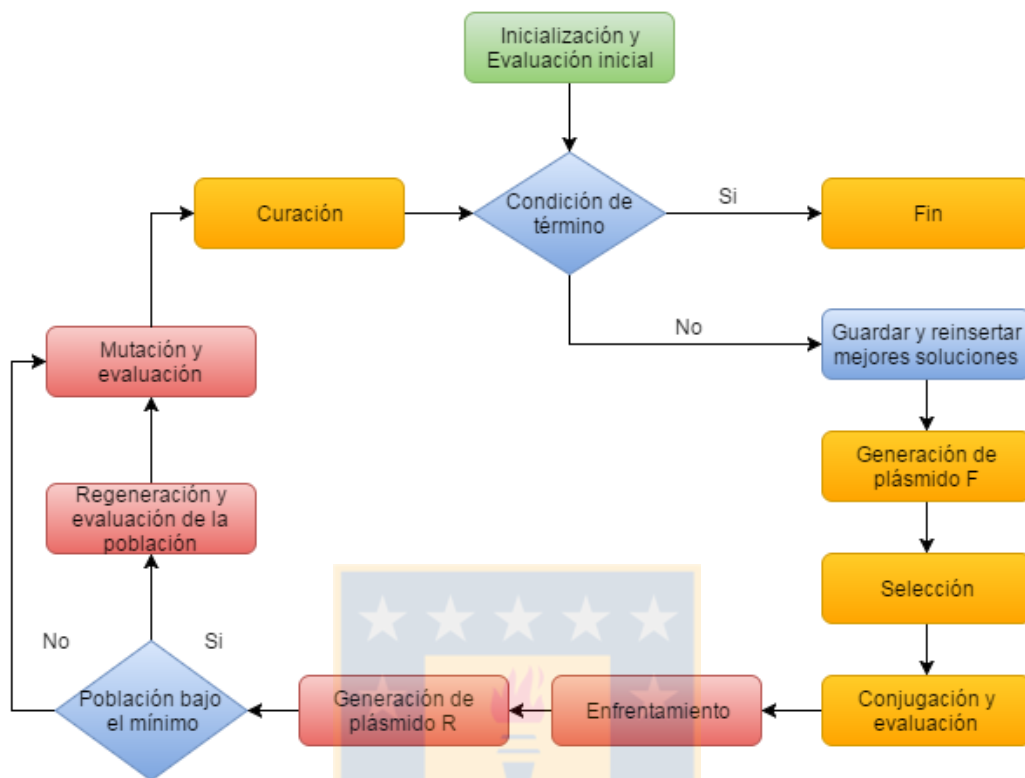 Inicialización y
Evaluación inicial
Curación
Condición de
término
Si
Fin
No
Guardar y reinsertar
mejores soluciones
Mutación y
evaluación
Generación de
plásmido F
Regeneración y
evaluación de la
población
Selección
No
Si
Población bajo
el mínimo
Generación de
plásmido R
Enfrentamiento
Conjugación y
evaluación